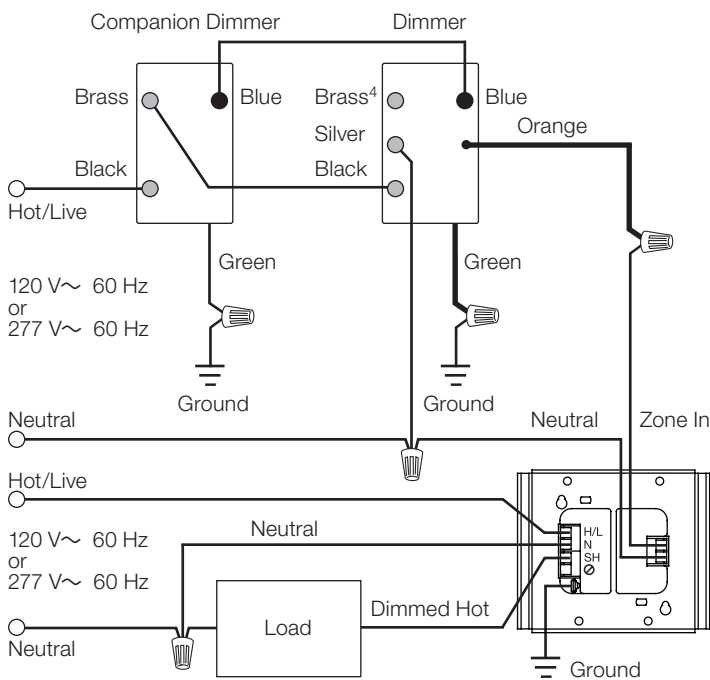 Companion Dimmer
Dimmer
Brass
Blue
Brass⁴
Blue
Silver
Orange
Black
Black
Hot/Live
Green
Green
120 V～ 60 Hz
or
277 V～ 60 Hz
Ground
Ground
Neutral
Neutral
Zone In
Hot/Live
Neutral
H/L
N
SH
120 V～ 60 Hz
or
277 V～ 60 Hz
Load
Dimmed Hot
Neutral
Ground